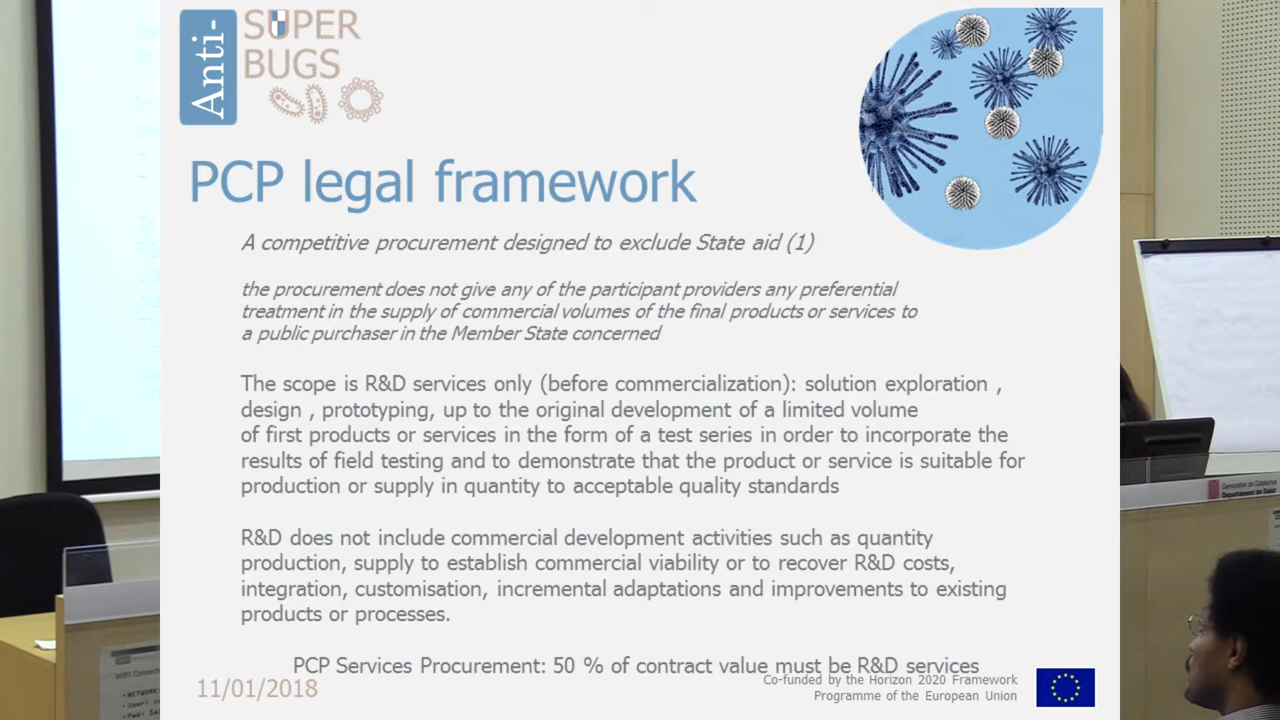 Anti-
SUPER
BUGS
PCP legal framework
A competitive procurement designed to exclude State aid (1)
the procurement does not give any of the participant providers any preferential
treatment in the supply of commercial volumes of the final products or services to
a public purchaser in the Member State concerned
The scope is R&D services only (before commercialization): solution exploration ,
design , prototyping, up to the original development of a limited volume
of first products or services in the form of a test series in order to incorporate the
results of field testing and to demonstrate that the product or service is suitable for
production or supply in quantity to acceptable quality standards
R&D does not include commercial development activities such as quantity
production, supply to establish commercial viability or to recover R&D costs,
integration, customisation, incremental adaptations and improvements to existing
products or processes.
PCP Services Procurement: 50 % of contract value must be R&D services
Co-funded by the Horizon 2020 Framework
Programme of the European Union
11/01/2018
Generalitat de Catalunya
Departament de Salut